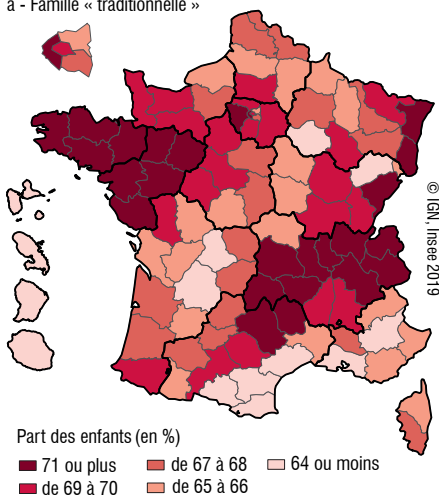 a - Famille « traditionnelle »
© IGN, Insee 2019
Part des enfants (en %)
71 ou plus
de 67 à 68
64 ou moins
de 69 à 70
de 65 à 66